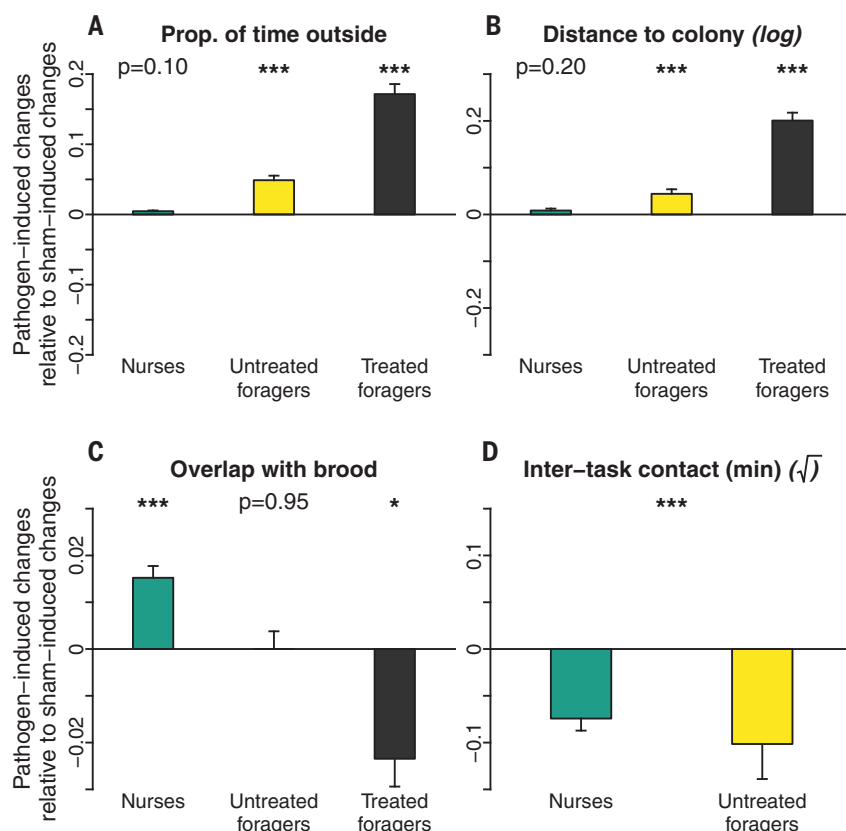 A
Prop. of time outside
p=0.10 *** ***
Pathogen−induced changes
relative to sham−induced changes
0.2
0.1
0
−0.1
−0.2
Nurses Untreated foragers Treated foragers
B
Distance to colony (log)
p=0.20 *** ***
0.2
0
−0.2
Nurses Untreated foragers Treated foragers
C
Overlap with brood
*** p=0.95 *
Pathogen−induced changes
relative to sham−induced changes
0.02
0
−0.02
Nurses Untreated foragers Treated foragers
D
Inter−task contact (min) (√)
***
0.1
0
−0.1
Nurses Untreated foragers